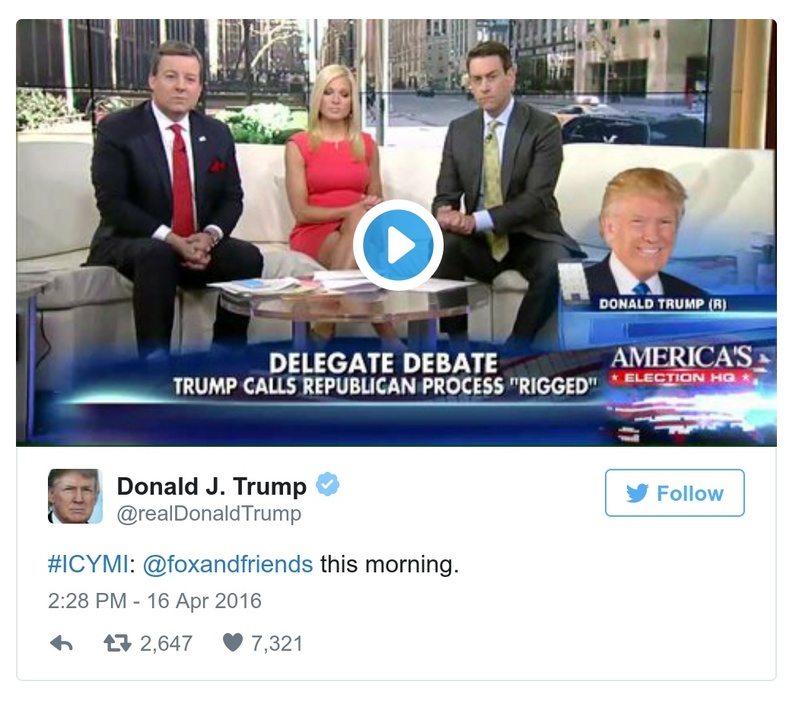 DONALD TRUMP (R)
DELEGATE DEBATE
TRUMP CALLS REPUBLICAN PROCESS "RIGGED"
AMERICA'S
ELECTION HQ
Donald J. Trump
@realDonaldTrump
Follow
#ICYMI: @foxandfriends this morning.
2:28 PM - 16 Apr 2016
2,647
7,321